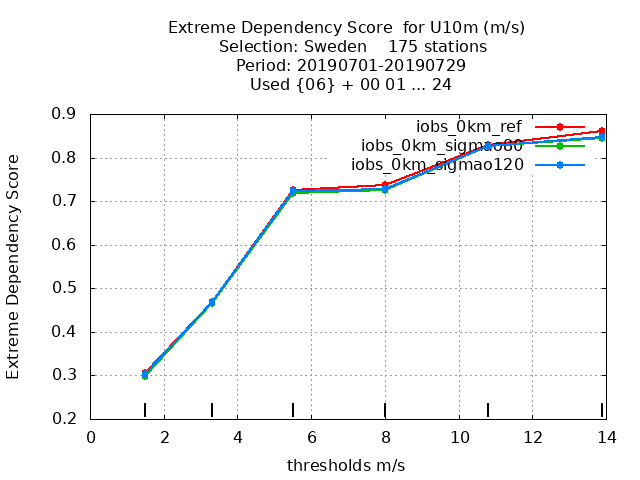 Extreme Dependency Score  for U10m (m/s)
Selection: Sweden    175 stations
Period: 20190701-20190729
Used {06} + 00 01 ... 24
iobs_0km_ref
iobs_0km_sigmao80
iobs_0km_sigmao120
Extreme Dependency Score
0.9
0.8
0.7
0.6
0.5
0.4
0.3
0.2
0 2 4 6 8 10 12 14
thresholds m/s